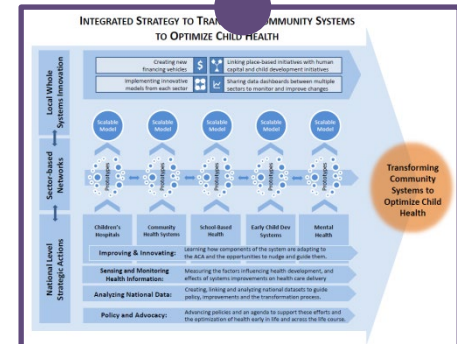 INTEGRATED STRATEGY TO TRA COMMUNITY SYSTEMS
TO OPTIMIZE CHILD HEALTH
Local Whole
Systems Innovation
Creating new
financing vehicles
$
Linking place-based initiatives with human
capital and child development initiatives
Implementing innovative
models from each sector
Sharing data dashboards between multiple
sectors to monitor and improve changes
Scalable
Model
Scalable
Model
Scalable
Model
Scalable
Model
Scalable
Model
Sector-based
Networks
Prototypes
Prototypes
Prototypes
Prototypes
Prototypes
Transforming
Community
Systems to
Optimize Child
Health
National Level
Strategic Actions
Children's
Hospitals
Community
Health Systems
School-Based
Health
Early Child Dev
Systems
Mental
Health
Improving & Innovating:
Learning how components of the system are adapting to
the ACA and the opportunities to nudge and guide them.
Sensing and Monitoring
Health Information:
Measuring the factors influencing health development, and
effects of systems improvements on health care delivery
Analyzing National Data:
Creating, linking and analyzing national datasets to guide
policy, improvements and the transformation process.
Policy and Advocacy:
Advancing policies and an agenda to support these efforts and
the optimization of health early in life and across the life course.